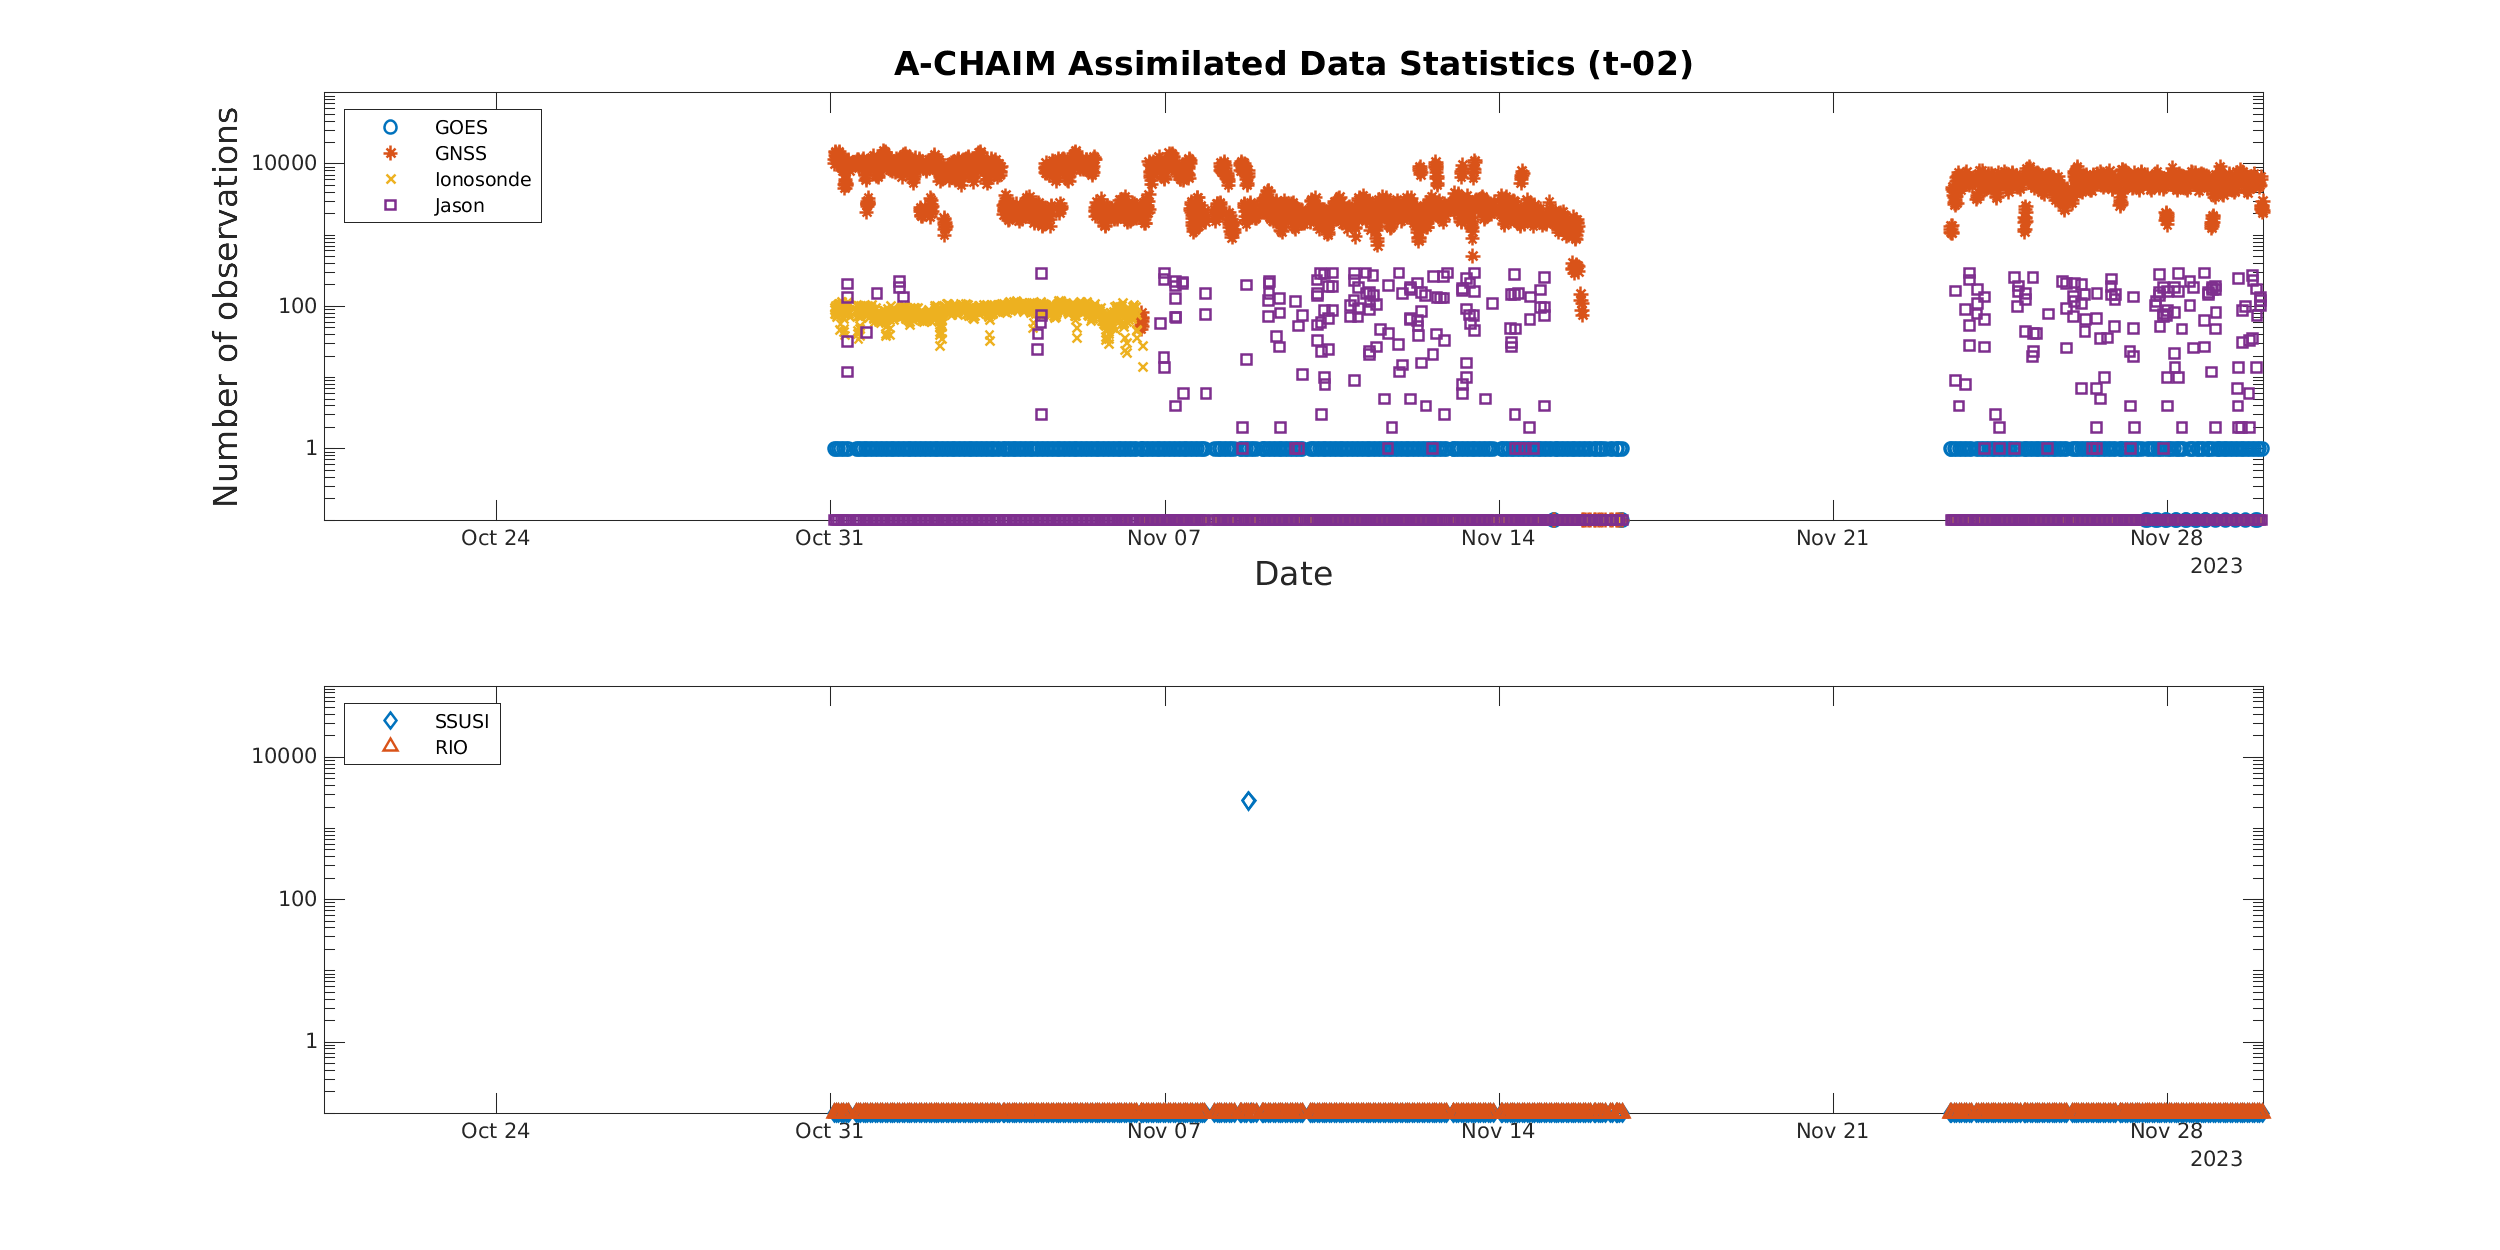 A-CHAIM Assimilated Data Statistics (t-02)
GOES
GNSS
Ionosonde
Jason
Number of observations
10000
100
1
Oct 24 Oct 31 Nov 07 Nov 14 Nov 21 Nov 28
2023
Date
SSUSI
RIO
10000
100
1
Oct 24 Oct 31 Nov 07 Nov 14 Nov 21 Nov 28
2023